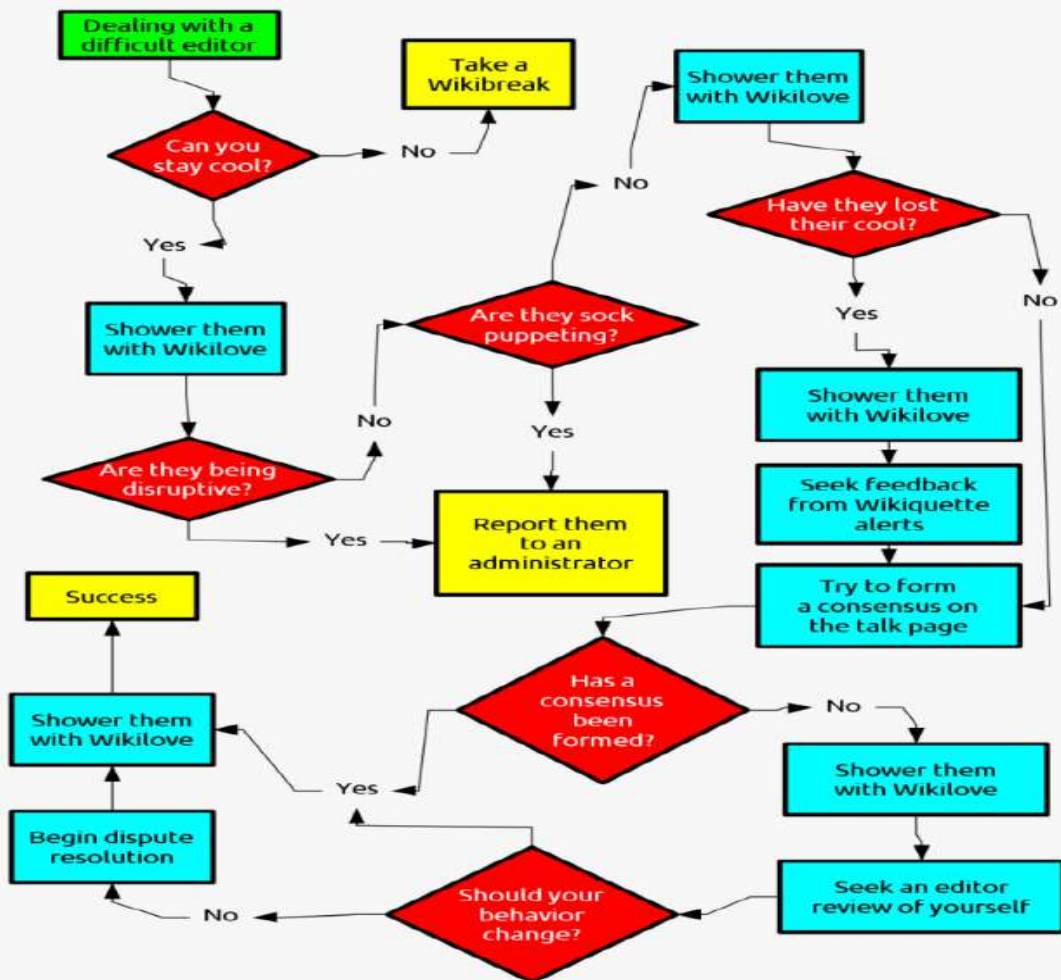 Dealing with a
difficult editor
Take a
Wikibreak
Shower them
with Wikilove
Can you
stay cool?
No
No
Have they lost
their cool?
Yes
No
Shower them
with Wikilove
Are they sock
puppeting?
Yes
Shower them
with Wikilove
No
Yes
Are they being
disruptive?
Seek feedback
from Wikiquette
alerts
Report them
to an
administrator
Yes
Success
Try to form
a consensus on
the talk page
Has a
consensus
been
formed?
No
Shower them
with Wikilove
Shower them
with Wikilove
Yes
Begin dispute
resolution
Should your
behavior
change?
Seek an editor
review of yourself
No